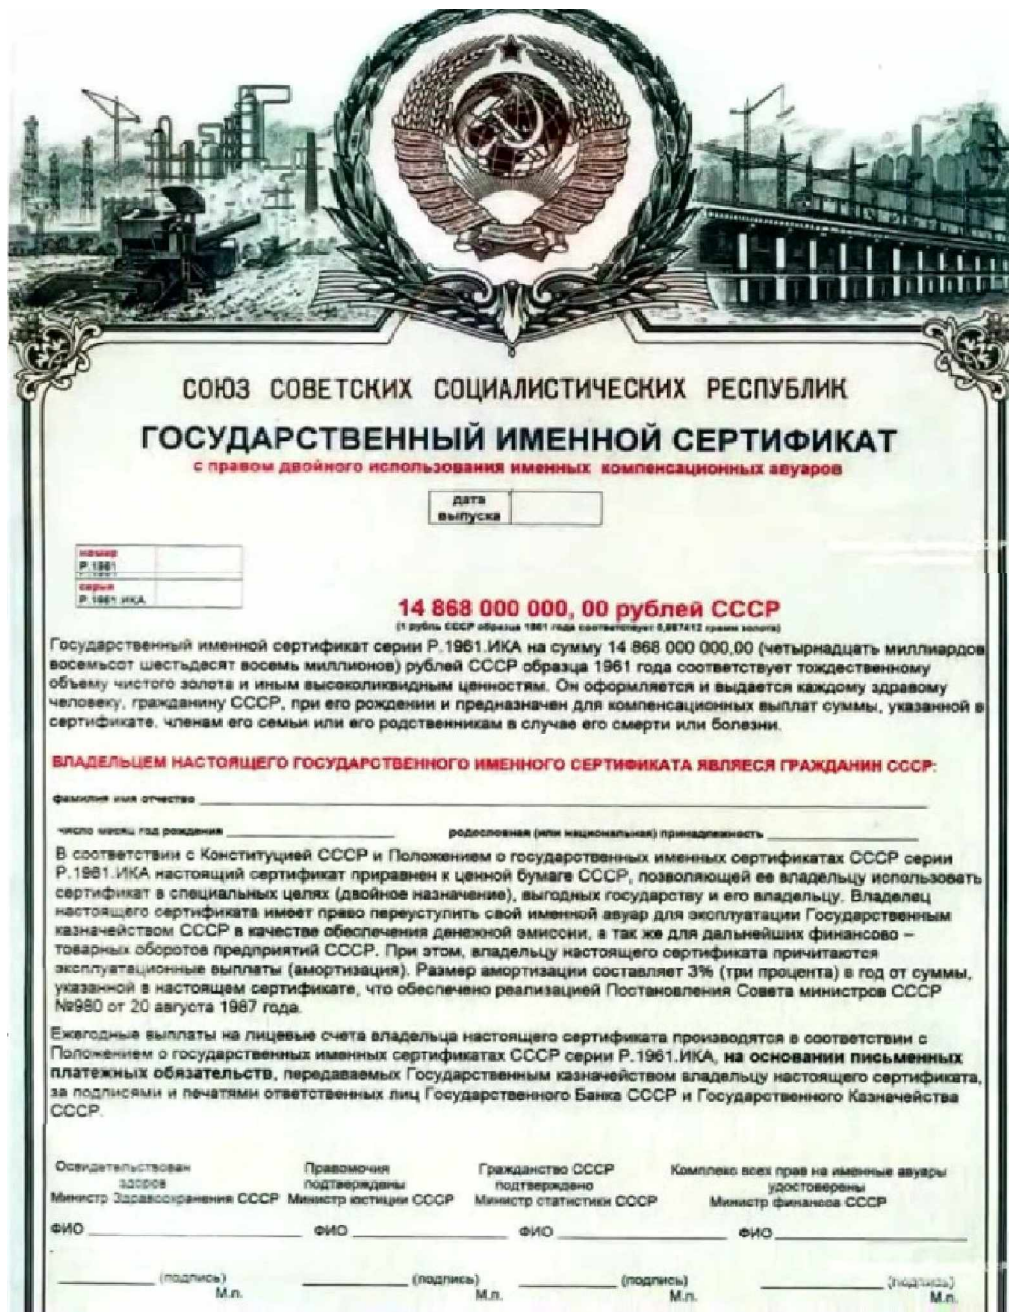 СОЮЗ СОВЕТСКИХ СОЦИАЛИСТИЧЕСКИХ РЕСПУБЛИК
ГОСУДАРСТВЕННЫЙ ИМЕННОЙ СЕРТИФИКАТ
с правом двойного использования именных компенсационных авуаров
дата
выпуска
номер
Р.1961
серия
Р.1961.ИКА
14 868 000 000, 00 рублей СССР
(1 рубль СССР образца 1961 года соответствует 0,987412 грамм золота)
Государственный именной сертификат серии Р.1961.ИКА на сумму 14 868 000 000,00 (четырнадцать миллиардов
восемьсот шестьдесят восемь миллионов) рублей СССР образца 1961 года соответствует тождественному
объему чистого золота и иным высоколиквидным ценностям. Он оформляется и выдается каждому здравому
человеку, гражданину СССР, при его рождении и предназначен для компенсационных выплат суммы, указанной в
сертификате, членам его семьи или его родственникам в случае его смерти или болезни.
ВЛАДЕЛЬЦЕМ НАСТОЯЩЕГО ГОСУДАРСТВЕННОГО ИМЕННОГО СЕРТИФИКАТА ЯВЛЯЕСЯ ГРАЖДАНИН СССР:
фамилия имя отчество
число месяц год рождения родословная (или национальная) принадлежность
В соответствии с Конституцией СССР и Положением о государственных именных сертификатах СССР серии
Р.1961.ИКА настоящий сертификат приравнен к ценной бумаге СССР, позволяющей ее владельцу использовать
сертификат в специальных целях (двойное назначение), выгодных государству и его владельцу. Владелец
настоящего сертификата имеет право переуступить свой именной авуар для эксплуатации Государственным
казначейством СССР в качестве обеспечения денежной эмиссии, а так же для дальнейших финансово –
товарных оборотов предприятий СССР. При этом, владельцу настоящего сертификата причитаются
эксплуатационные выплаты (амортизация). Размер амортизации составляет 3% (три процента) в год от суммы,
указанной в настоящем сертификате, что обеспечено реализацией Постановления Совета министров СССР
№980 от 20 августа 1987 года.
Ежегодные выплаты на лицевые счета владельца настоящего сертификата производятся в соответствии с
Положением о государственных именных сертификатах СССР серии Р.1961.ИКА, на основании письменных
платежных обязательств, передаваемых Государственным казначейством владельцу настоящего сертификата,
за подписями и печатями ответственных лиц Государственного Банка СССР и Государственного Казначейства
СССР.
Освидетельствован Правомочия Гражданство СССР Комплекс всех прав на именные авуары
здоров подтверждены подтверждено удостоверены
Министр Здравоохранения СССР Министр юстиции СССР Министр статистики СССР Министр финансов СССР
ФИО ФИО ФИО ФИО
(подпись) (подпись) (подпись) (подпись)
М.п. М.п. М.п. М.п.